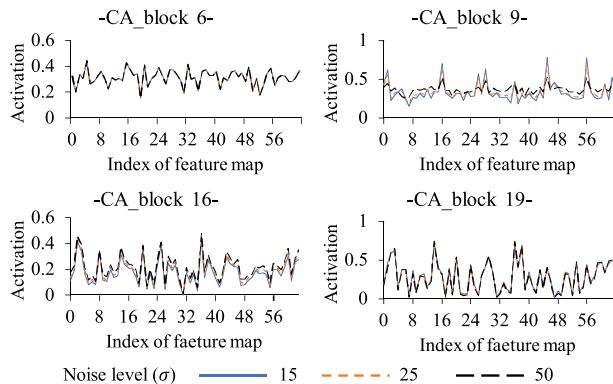 -CA_block 6-
0.6
0.4
0.2
0
Activation
0 8 16 24 32 40 48 56
Index of feature map
-CA_block 9-
1
0.5
0
Activation
0 8 16 24 32 40 48 56
Index of feature map
-CA_block 16-
0.6
0.4
0.2
0.0
Activation
0 8 16 24 32 40 48 56
Index of faeture map
-CA_block 19-
1
0.5
0
Activation
0 8 16 24 32 40 48 56
Index of feature map
Noise level (σ) 15 25 50